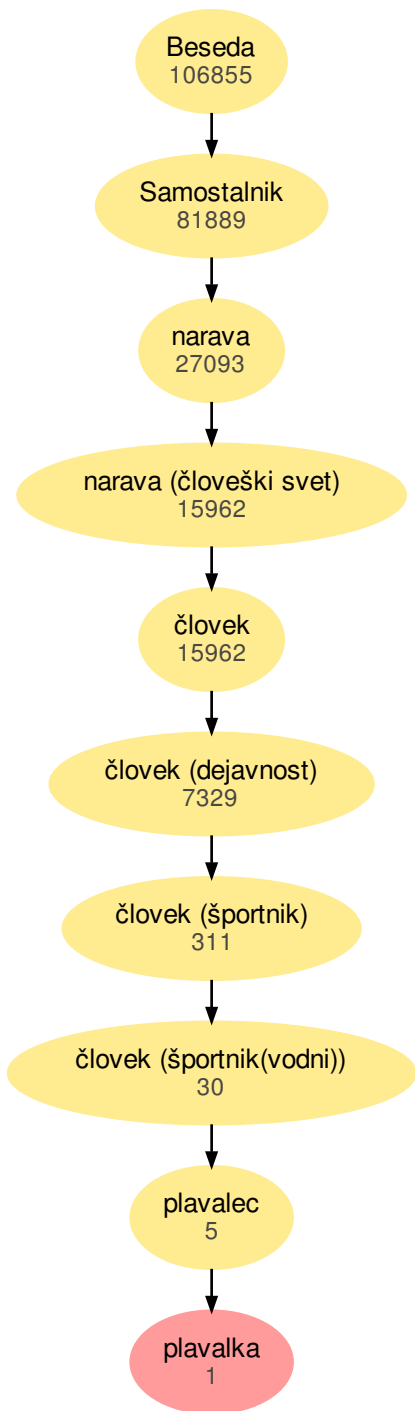 Beseda
106855
Samostalnik
81889
narava
27093
narava (človeški svet)
15962
človek
15962
človek (dejavnost)
7329
človek (športnik)
311
človek (športnik(vodni))
30
plavalec
5
plavalka
1